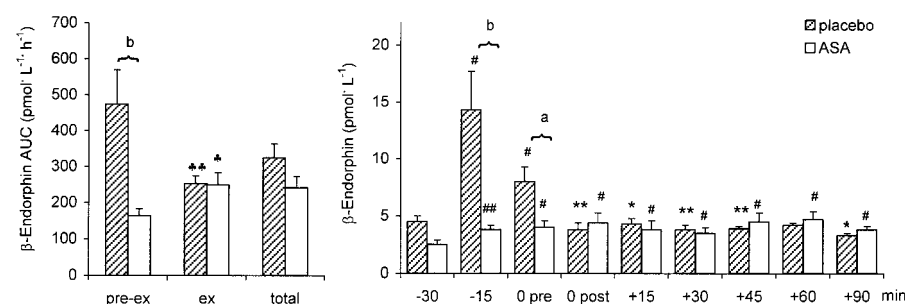 β-Endorphin AUC (pmol· L⁻¹· h⁻¹)
700
600
500
400
300
200
100
0
b
♣♣ ♣
pre-ex ex total
β-Endorphin (pmol· L⁻¹)
20
15
10
5
0
placebo
ASA
b
#
a
#
## # ** # * # ** # ** # # * #
-30 -15 0 pre 0 post +15 +30 +45 +60 +90 min